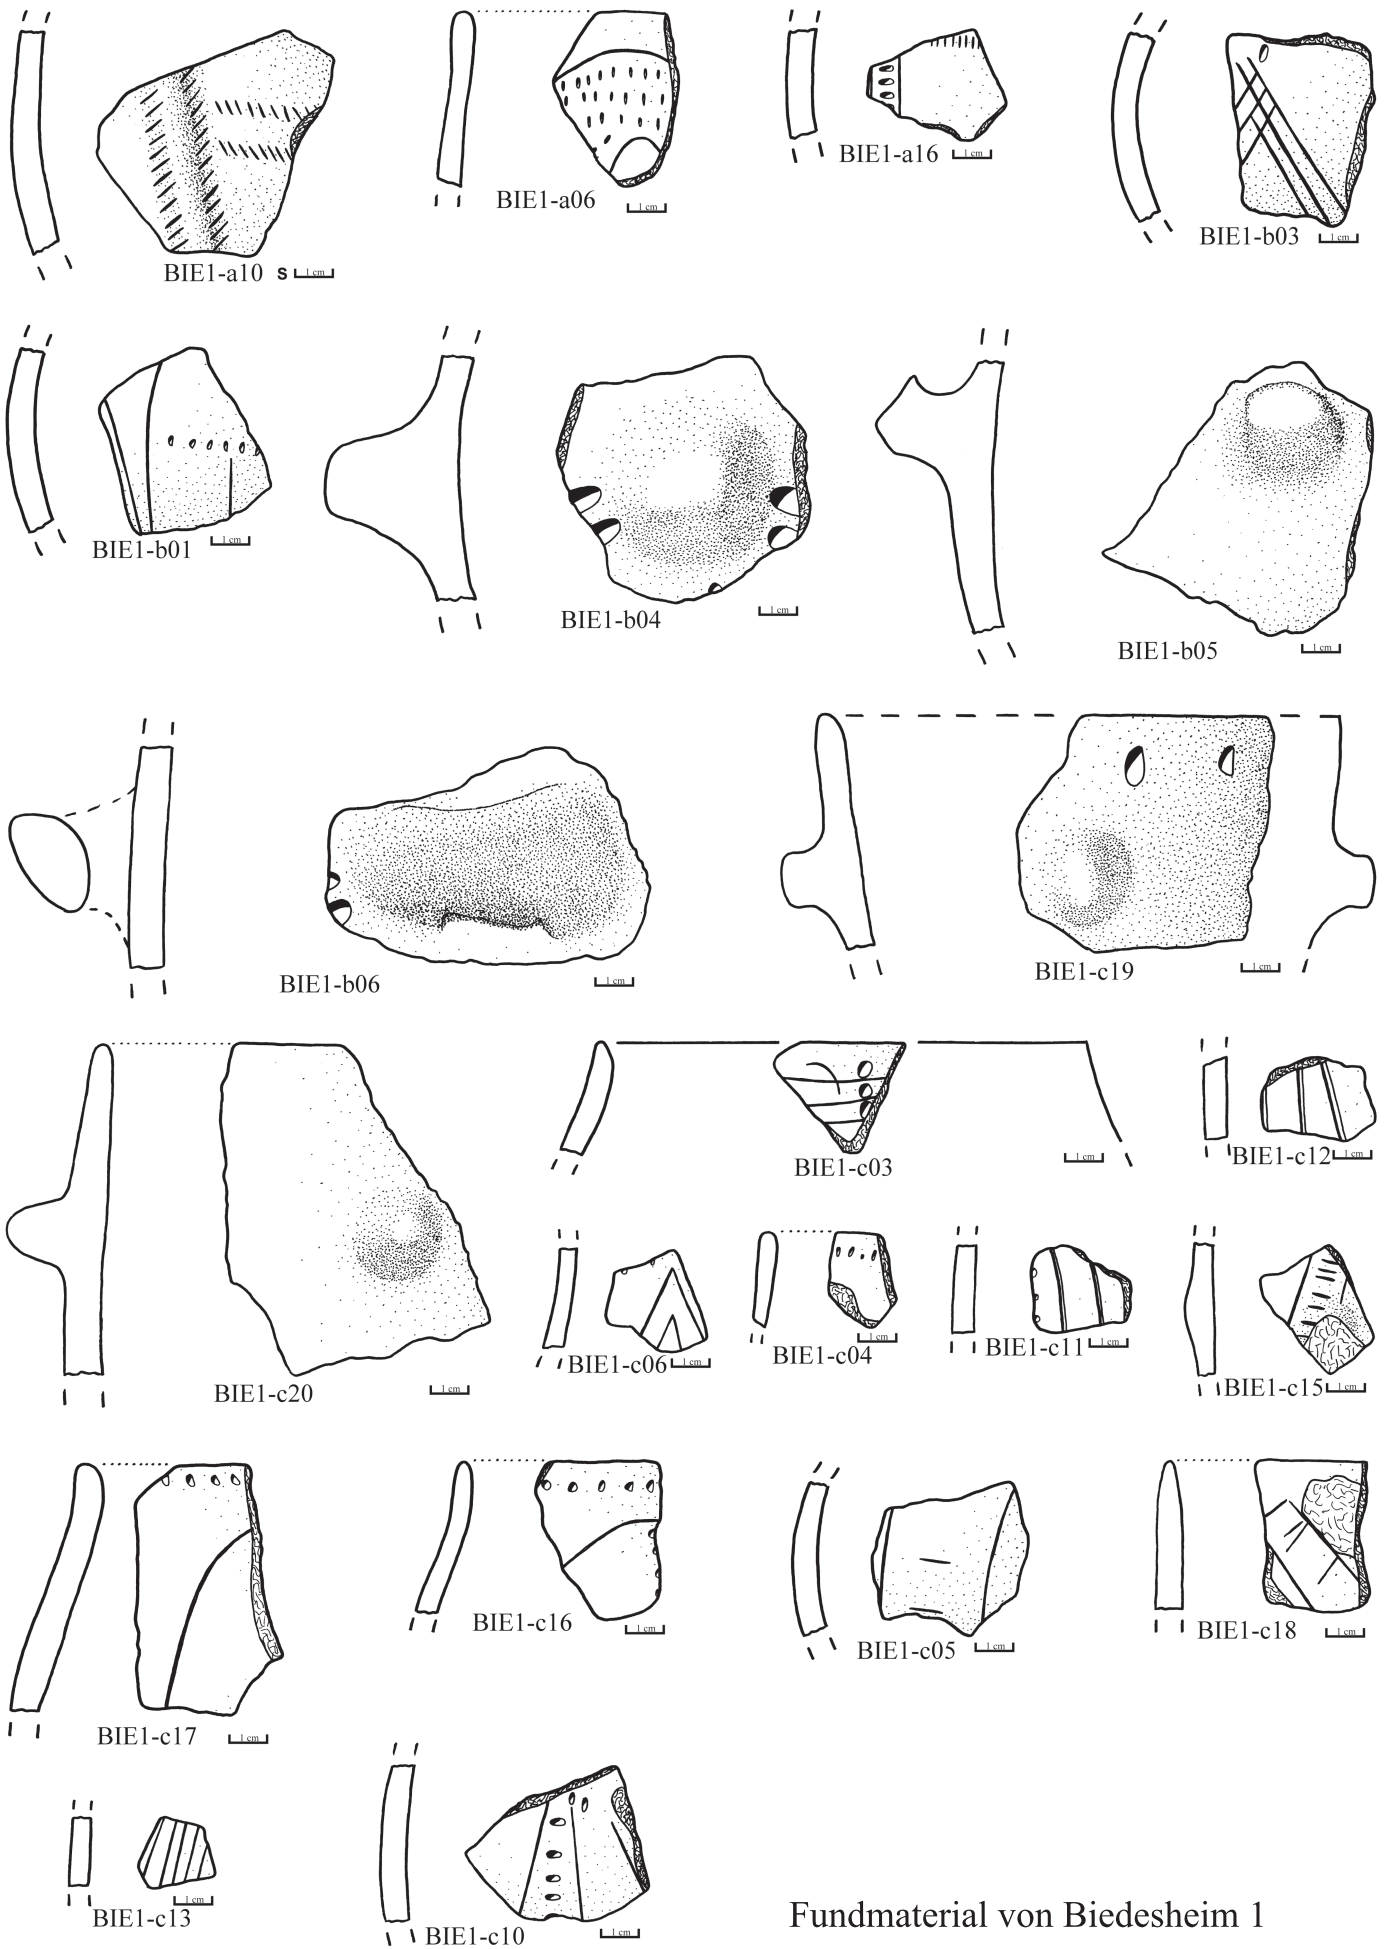 BIE1-a10 S 1 cm
BIE1-a06 1 cm
BIE1-a16 1 cm
BIE1-b03 1 cm
BIE1-b01 1 cm
BIE1-b04 1 cm
BIE1-b05 1 cm
BIE1-b06 1 cm
BIE1-c19 1 cm
BIE1-c20 1 cm
BIE1-c03 1 cm
BIE1-c12 1 cm
BIE1-c06 1 cm
BIE1-c04 1 cm
BIE1-c11 1 cm
BIE1-c15 1 cm
BIE1-c17 1 cm
BIE1-c16 1 cm
BIE1-c05 1 cm
BIE1-c18 1 cm
BIE1-c13 1 cm
BIE1-c10 1 cm
Fundmaterial von Biedesheim 1